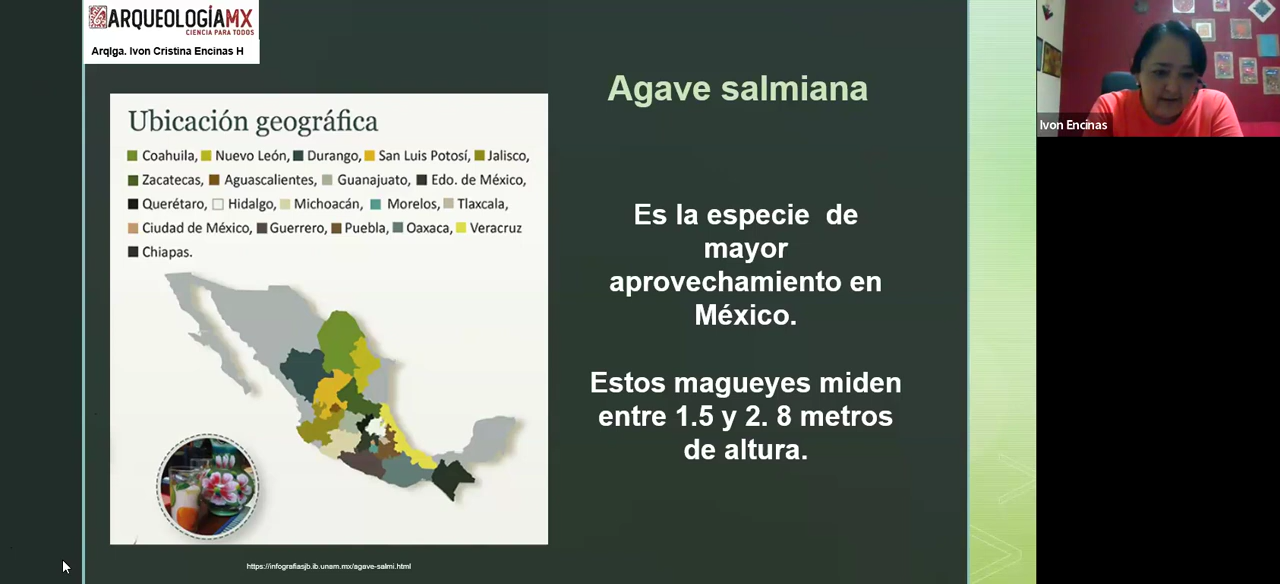 ARQUEOLOGÍAMX
CIENCIA PARA TODOS
Arqlga. Ivon Cristina Encinas H
Ubicación geográfica
Coahuila, Nuevo León, Durango, San Luis Potosí, Jalisco,
Zacatecas, Aguascalientes, Guanajuato, Edo. de México,
Querétaro, Hidalgo, Michoacán, Morelos, Tlaxcala,
Ciudad de México, Guerrero, Puebla, Oaxaca, Veracruz
Chiapas.
https://infografiasjb.ib.unam.mx/agave-salmi.html
Agave salmiana
Es la especie de
mayor
aprovechamiento en
México.
Estos magueyes miden
entre 1.5 y 2. 8 metros
de altura.
Ivon Encinas